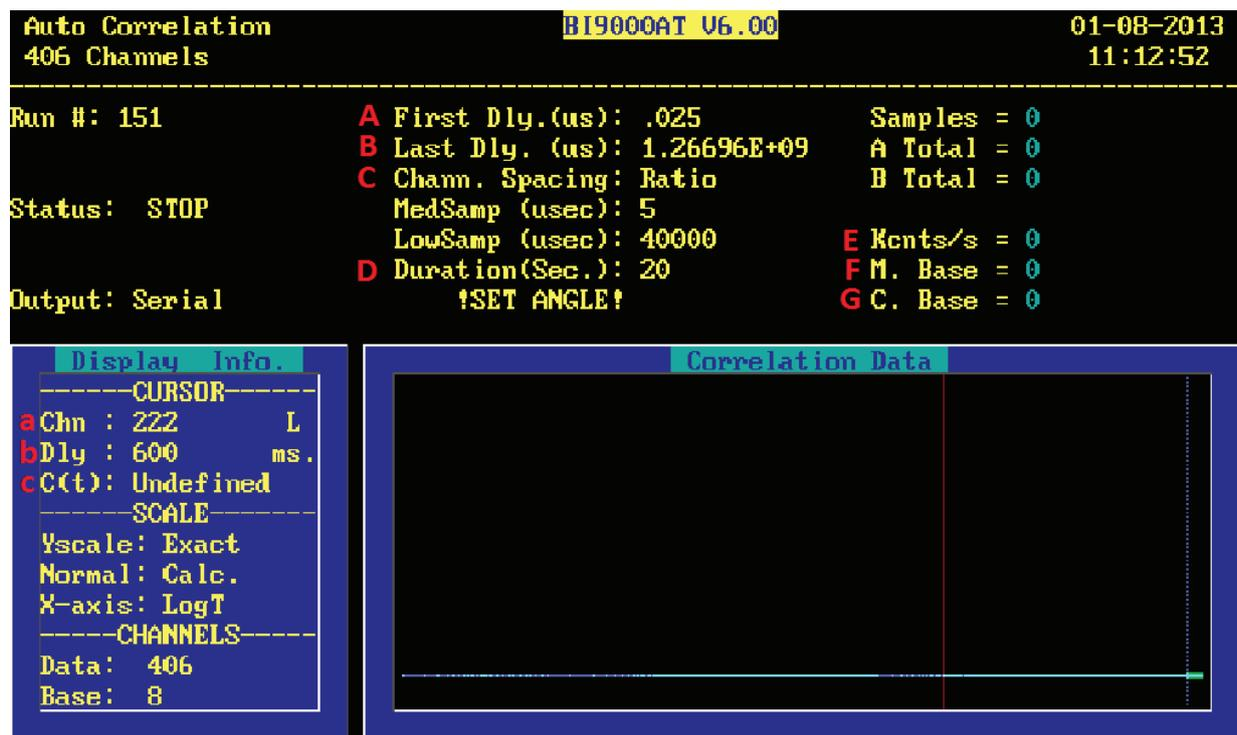 Auto Correlation BI9000AT V6.00 01-08-2013
406 Channels 11:12:52
Run #: 151 A First Dly.(us): .025 Samples = 0
B Last Dly. (us): 1.26696E+09 A Total = 0
C Chann. Spacing: Ratio B Total = 0
Status: STOP MedSamp (usec): 5
LowSamp (usec): 40000 E Kcnts/s = 0
D Duration(Sec.): 20 F M. Base = 0
Output: Serial !SET ANGLE! G C. Base = 0
Display Info.
CURSOR
a Chn : 222 L
b Dly : 600 ms.
c C(t): Undefined
SCALE
Yscale: Exact
Normal: Calc.
X-axis: LogT
CHANNELS
Data: 406
Base: 8
Correlation Data